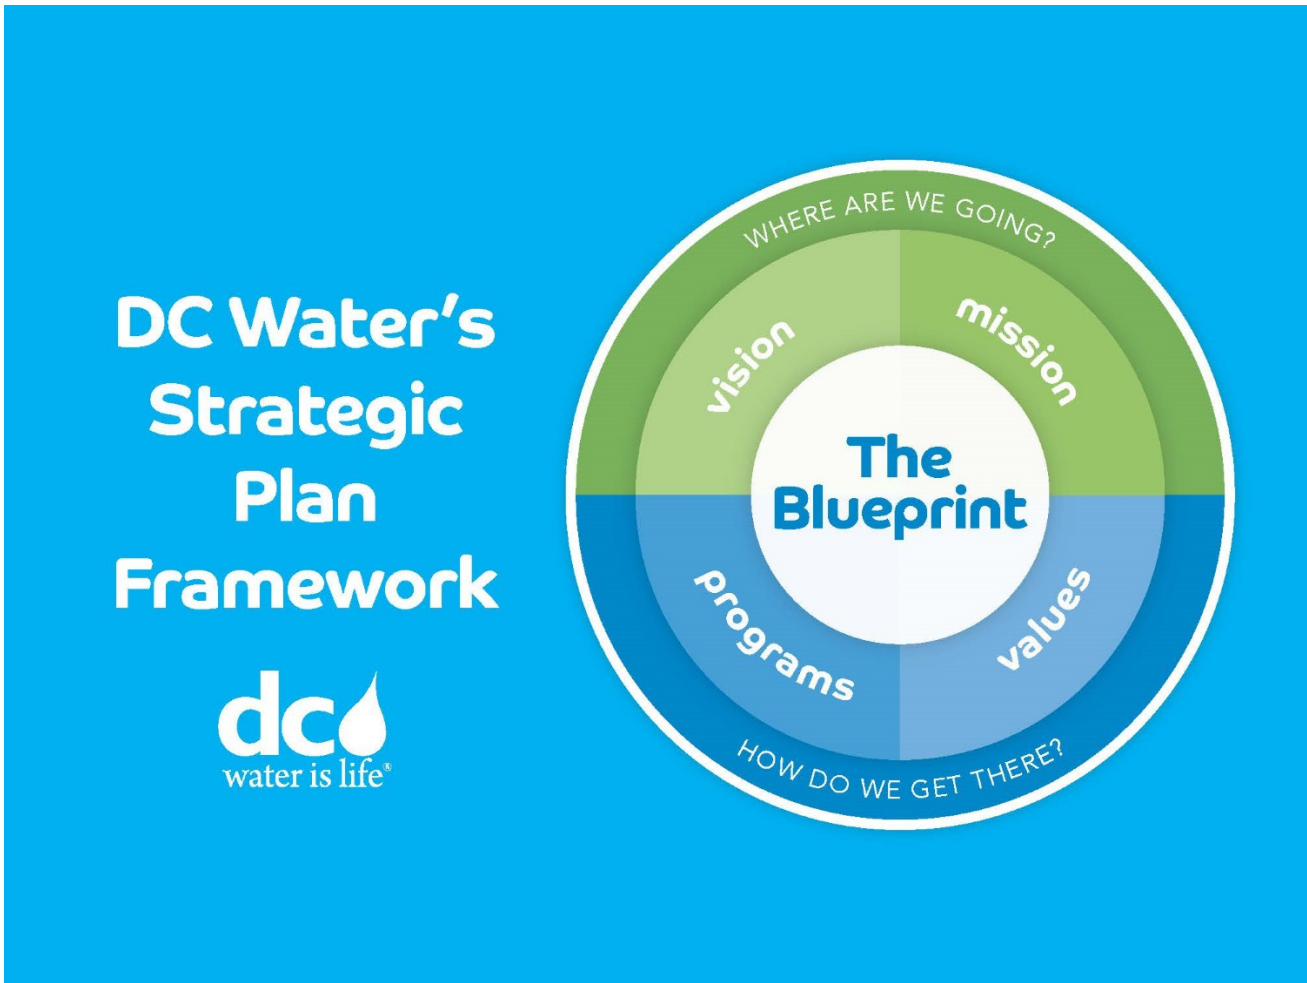 DC Water's
Strategic
Plan
Framework
dc
water is life®
WHERE ARE WE GOING?
vision
mission
The
Blueprint
programs
values
HOW DO WE GET THERE?